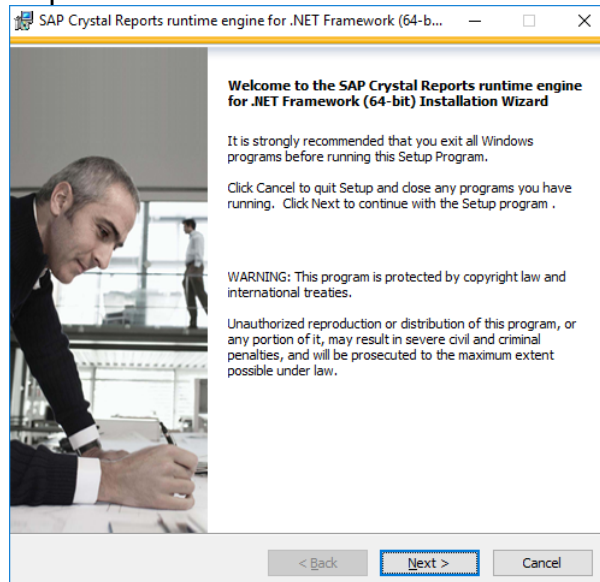 SAP Crystal Reports runtime engine for .NET Framework (64-b...
Welcome to the SAP Crystal Reports runtime engine
for .NET Framework (64-bit) Installation Wizard
It is strongly recommended that you exit all Windows
programs before running this Setup Program.
Click Cancel to quit Setup and close any programs you have
running. Click Next to continue with the Setup program .
WARNING: This program is protected by copyright law and
international treaties.
Unauthorized reproduction or distribution of this program, or
any portion of it, may result in severe civil and criminal
penalties, and will be prosecuted to the maximum extent
possible under law.
< Back
Next >
Cancel